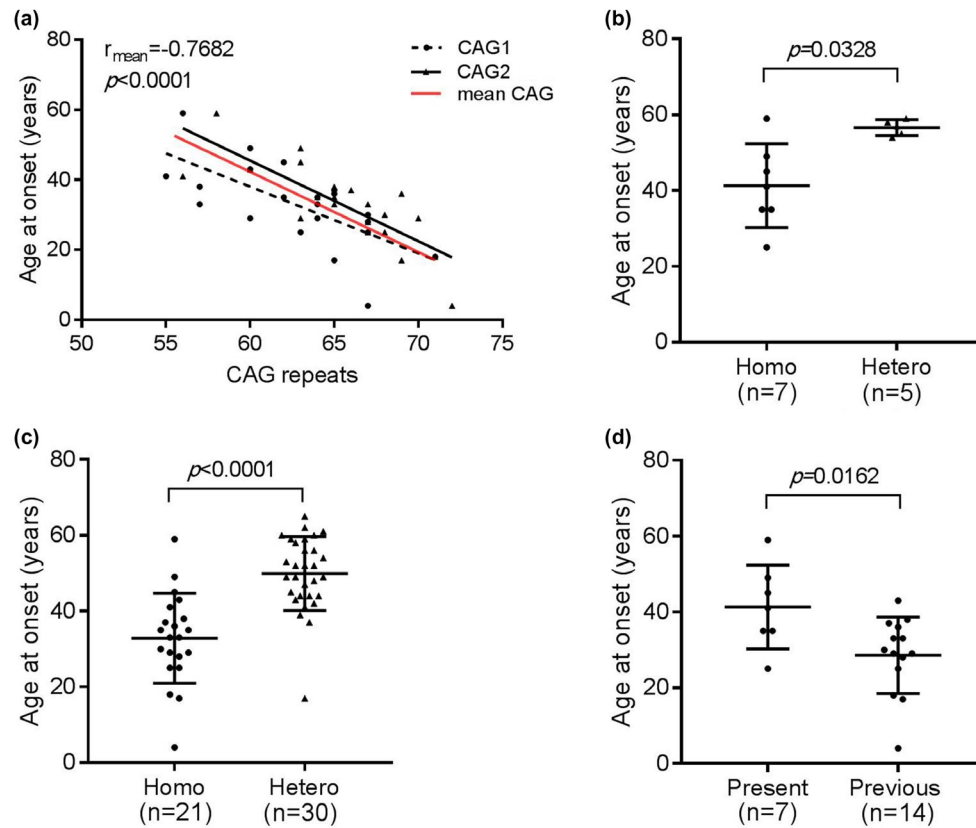 (a)
r_mean=-0.7682
p<0.0001
CAG1
CAG2
mean CAG
Age at onset (years)
80
60
40
20
0
50 55 60 65 70 75
CAG repeats
(b)
p=0.0328
Age at onset (years)
80
60
40
20
0
Homo Hetero
(n=7) (n=5)
(c)
p<0.0001
Age at onset (years)
80
60
40
20
0
Homo Hetero
(n=21) (n=30)
(d)
p=0.0162
Age at onset (years)
80
60
40
20
0
Present Previous
(n=7) (n=14)